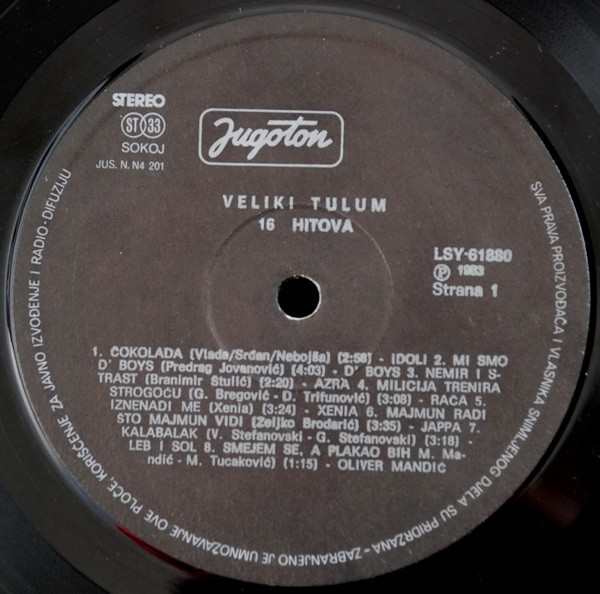 STEREO
ST 33
SOKOJ
JUS. N. N4 201
Jugoton
VELIKI TULUM
16 HITOVA
LSY-61880
℗ 1983
Strana 1
1. ČOKOLADA (Vlada/Srđan/Nebojša) (2:58) - IDOLI 2. MI SMO
D' BOYS (Predrag Jovanović) (4:03) - D' BOYS 3. NEMIR I S-
TRAST (Branimir Štulić) (2:20) - AZRA 4. MILICIJA TRENIRA
STROGOĆU (G. Bregović - D. Trifunović) (3:08) - RAČA 5.
IZNENADI ME (Xenia) (3:24) - XENIA 6. MAJMUN RADI
ŠTO MAJMUN VIDI (Željko Brodarić) (3:35) - JAPPA 7.
KALABALAK (V. Stefanovski - G. Stefanovski) (3:18) -
LEB I SOL 8. SMEJEM SE, A PLAKAO BIH M. Ma-
ndić - M. Tucaković) (1:15) - OLIVER MANDIĆ
SVA PRAVA PROIZVOĐAČA I VLASNIKA SNIMLJENOG DJELA SU PRIDRŽANA - ZABRANJENO JE UMNOŽAVANJE OVE PLOČE, KORIŠĆENJE ZA JAVNO IZVOĐENJE I RADIO-DIFUZIJU